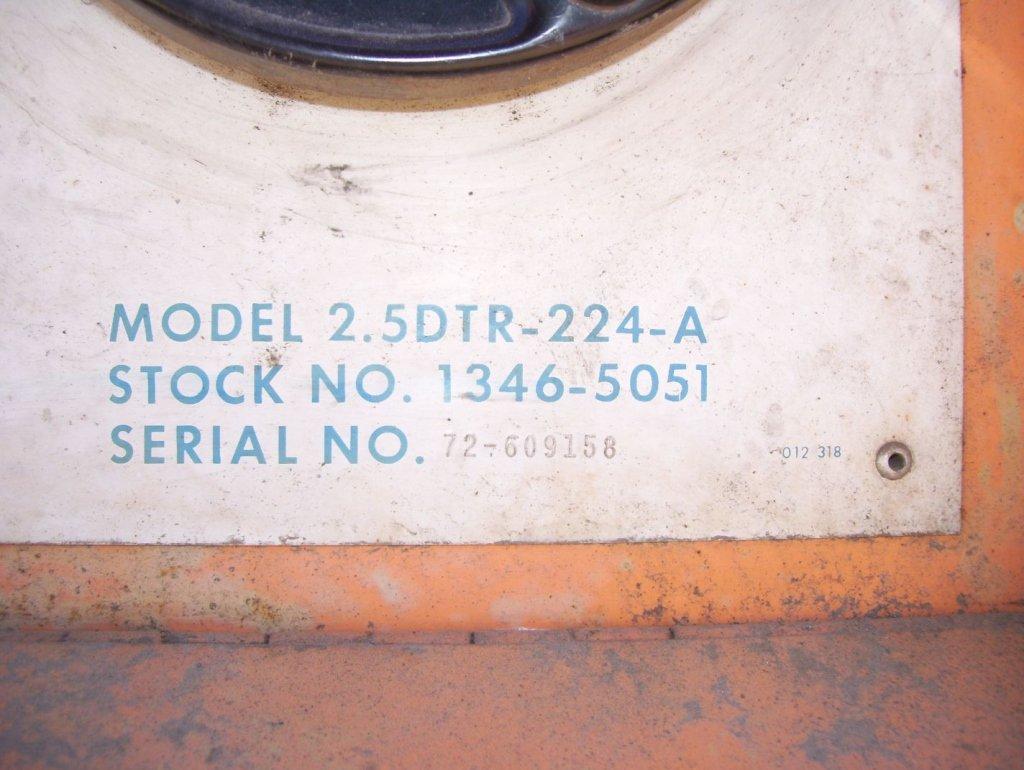 MODEL 2.5DTR-224-A
STOCK NO. 1346-5051
SERIAL NO. 72-609158
012 318